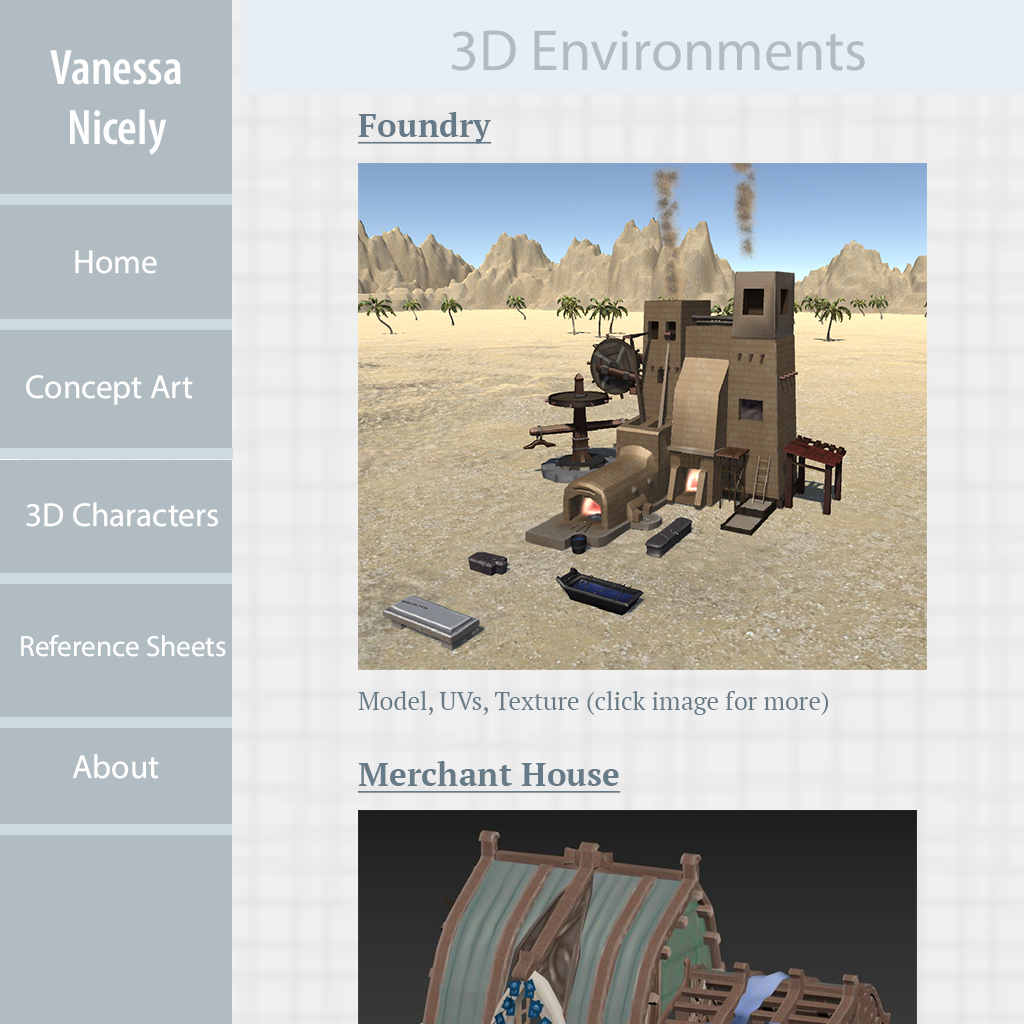 Vanessa
Nicely
Home
Concept Art
3D Characters
Reference Sheets
About
3D Environments
Foundry
Model, UVs, Texture (click image for more)
Merchant House